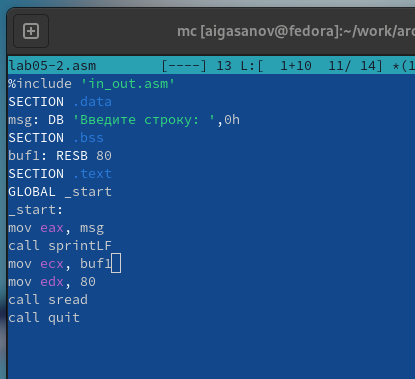 mc [aigasanov@fedora]:~/work/arc
lab05-2.asm [----] 13 L:[ 1+10 11/ 14] *(1
%include 'in_out.asm'
SECTION .data
msg: DB 'Введите строку: ',0h
SECTION .bss
buf1: RESB 80
SECTION .text
GLOBAL _start
_start:
mov eax, msg
call sprintLF
mov ecx, buf1
mov edx, 80
call sread
call quit